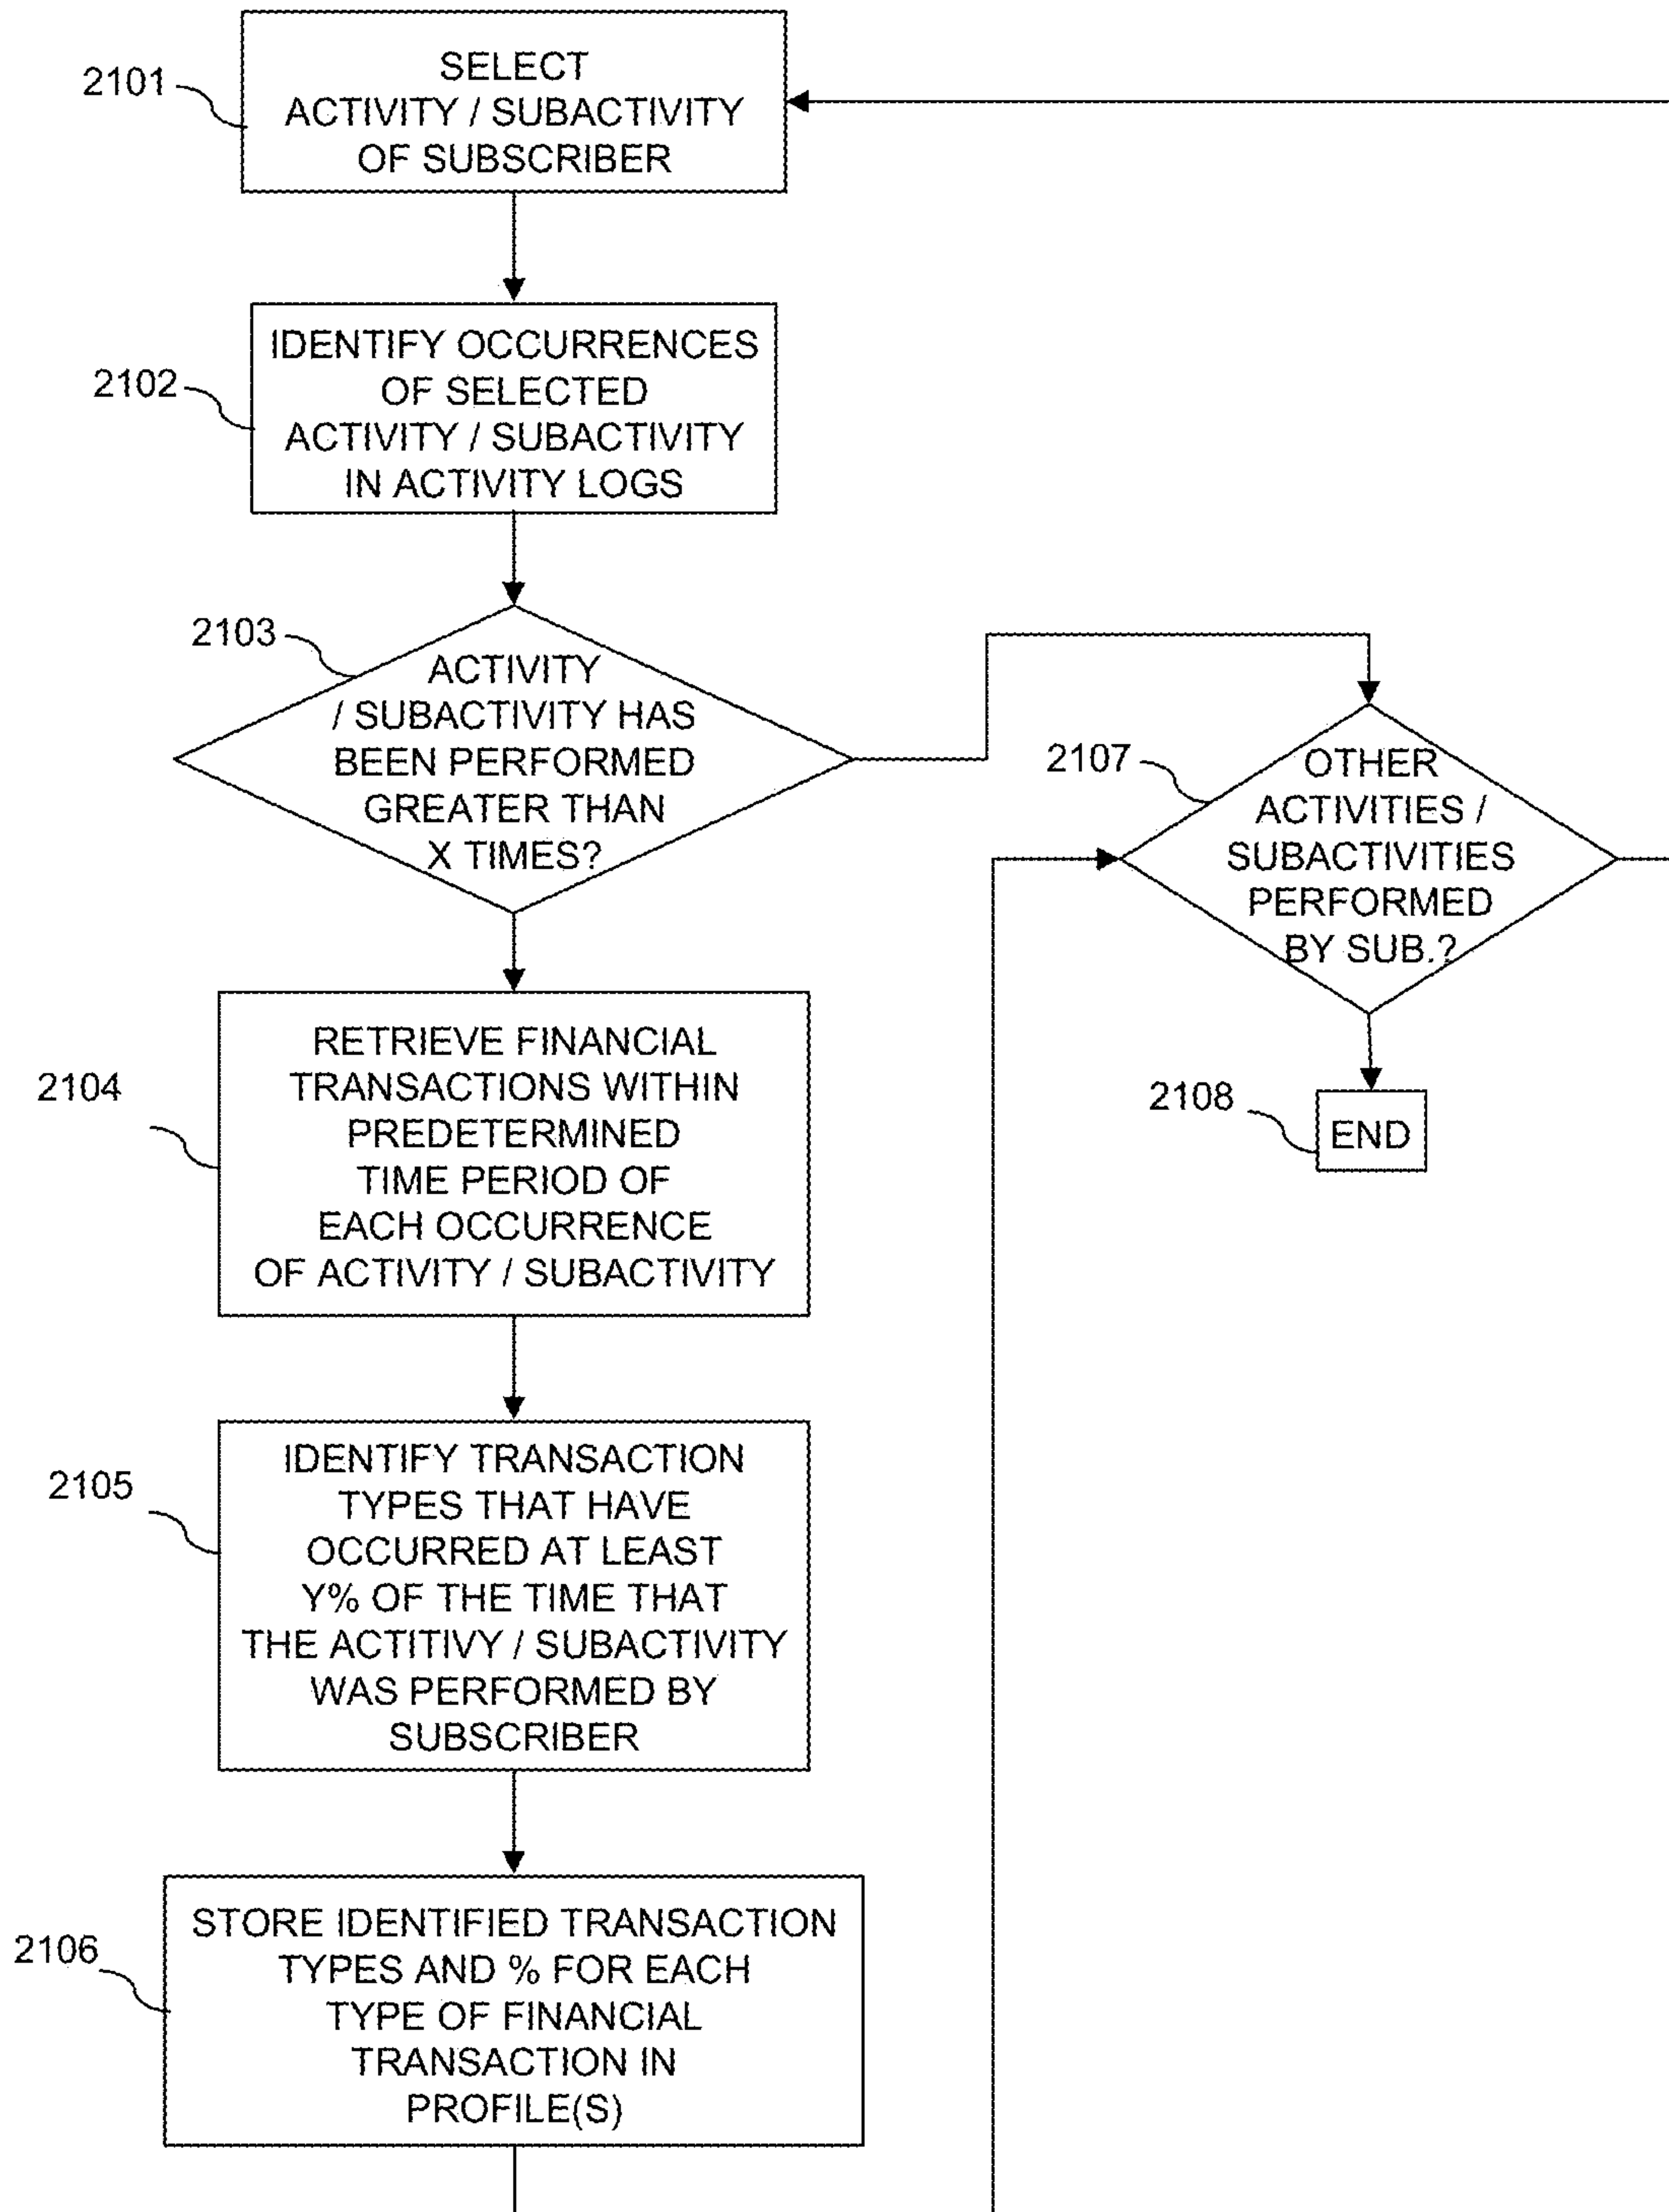 2101
SELECT
ACTIVITY / SUBACTIVITY
OF SUBSCRIBER
2102
IDENTIFY OCCURRENCES
OF SELECTED
ACTIVITY / SUBACTIVITY
IN ACTIVITY LOGS
2103
ACTIVITY
/ SUBACTIVITY HAS
BEEN PERFORMED
GREATER THAN
X TIMES?
2107
OTHER
ACTIVITIES /
SUBACTIVITIES
PERFORMED
BY SUB.?
2104
RETRIEVE FINANCIAL
TRANSACTIONS WITHIN
PREDETERMINED
TIME PERIOD OF
EACH OCCURRENCE
OF ACTIVITY / SUBACTIVITY
2108
END
2105
IDENTIFY TRANSACTION
TYPES THAT HAVE
OCCURRED AT LEAST
Y% OF THE TIME THAT
THE ACTITIVY / SUBACTIVITY
WAS PERFORMED BY
SUBSCRIBER
2106
STORE IDENTIFIED TRANSACTION
TYPES AND % FOR EACH
TYPE OF FINANCIAL
TRANSACTION IN
PROFILE(S)